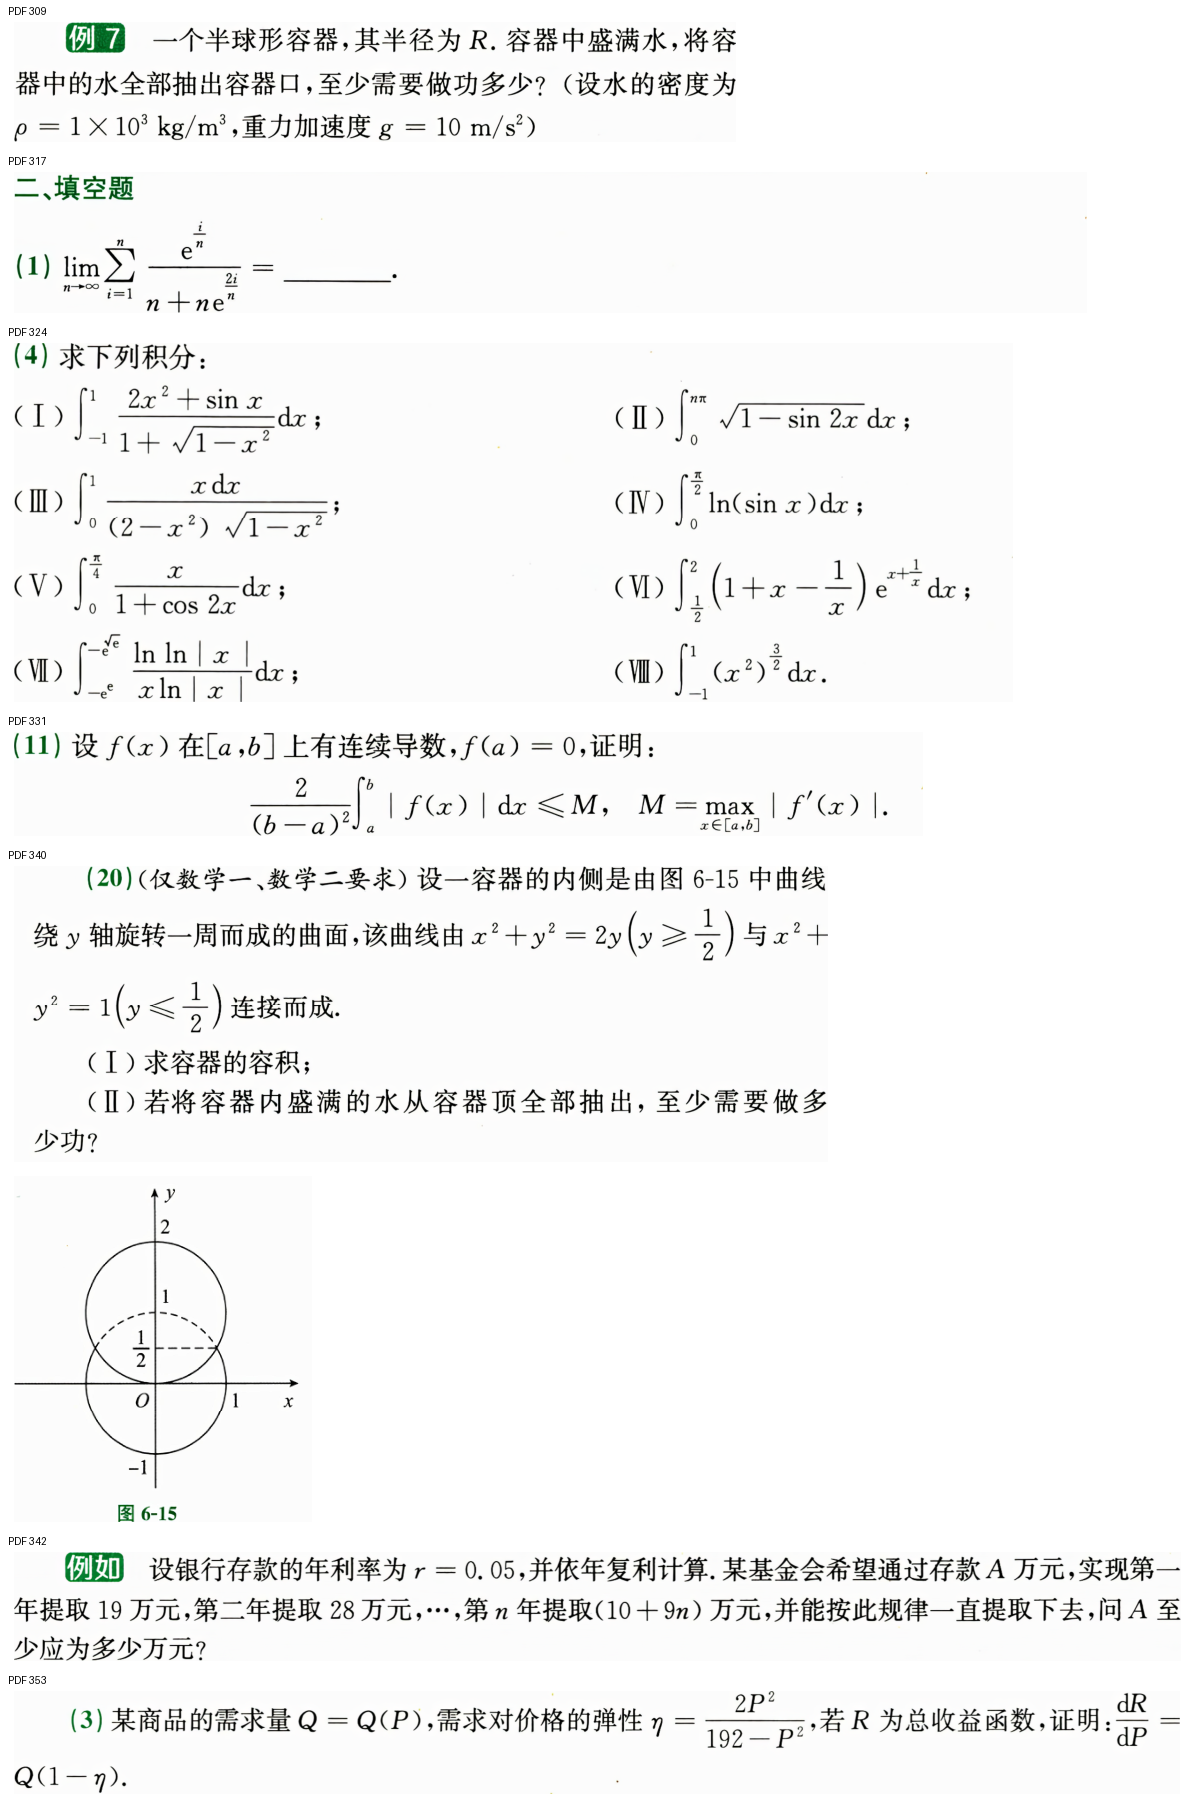 PDF309
例7 一个半球形容器,其半径为 R. 容器中盛满水,将容
器中的水全部抽出容器口,至少需要做功多少? (设水的密度为
ρ = 1×10³ kg/m³,重力加速度 g = 10 m/s²)
PDF317
二、填空题
(1) lim_{n→∞} ∑_{i=1}^{n} e^{i/n} / (n+ne^{2i/n}) = ______.
PDF324
(4) 求下列积分:
(Ⅰ) ∫_{-1}^{1} (2x²+sin x)/(1+√(1−x²)) dx; (Ⅱ) ∫_{0}^{nπ} √(1−sin 2x) dx;
(Ⅲ) ∫_{0}^{1} x dx/((2−x²)√(1−x²)); (Ⅳ) ∫_{0}^{π/2} ln(sin x)dx;
(Ⅴ) ∫_{0}^{π/4} x/(1+cos 2x) dx; (Ⅵ) ∫_{1/2}^{2} (1+x−1/x) e^{x+1/x} dx;
(Ⅶ) ∫_{-e^e}^{-e^{√e}} ln ln|x|/(x ln|x|) dx; (Ⅷ) ∫_{-1}^{1} (x²)^{3/2} dx.
PDF331
(11) 设 f(x) 在[a,b] 上有连续导数,f(a) = 0,证明:
2/(b−a)² ∫_{a}^{b} |f(x)| dx ≤ M, M = max_{x∈[a,b]} |f′(x)|.
PDF340
(20)(仅数学一、数学二要求) 设一容器的内侧是由图 6-15 中曲线
绕 y 轴旋转一周而成的曲面,该曲线由 x²+y² = 2y(y ≥ 1/2) 与 x² +
y² = 1(y ≤ 1/2) 连接而成.
(Ⅰ) 求容器的容积;
(Ⅱ) 若将容器内盛满的水从容器顶全部抽出, 至少需要做多
少功?
y
2
1
1/2
O 1 x
-1
图 6-15
PDF342
例如 设银行存款的年利率为 r = 0.05,并依年复利计算. 某基金会希望通过存款 A 万元,实现第一
年提取 19 万元,第二年提取 28 万元,…,第 n 年提取(10+9n) 万元,并能按此规律一直提取下去,问 A 至
少应为多少万元?
PDF353
(3) 某商品的需求量 Q = Q(P),需求对价格的弹性 η = 2P²/(192−P²),若 R 为总收益函数,证明: dR/dP =
Q(1−η).